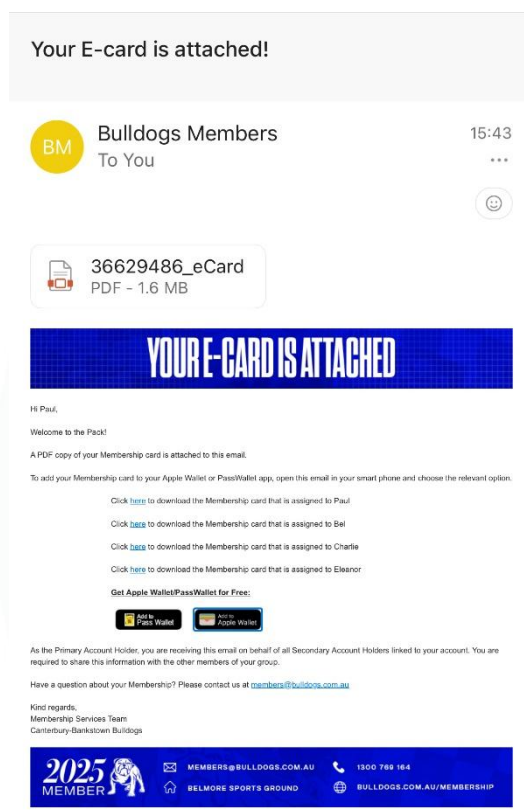 Your E-card is attached!
BM
Bulldogs Members
15:43
To You
36629486_eCard
PDF - 1.6 MB
YOUR E-CARD IS ATTACHED
Hi Paul,
Welcome to the Pack!
A PDF copy of your Membership card is attached to this email.
To add your Membership card to your Apple Wallet or PassWallet app, open this email in your smart phone and choose the relevant option.
Click here to download the Membership card that is assigned to Paul
Click here to download the Membership card that is assigned to Bel
Click here to download the Membership card that is assigned to Charlie
Click here to download the Membership card that is assigned to Eleanor
Get Apple Wallet/PassWallet for Free:
Add to
Pass Wallet
Add to
Apple Wallet
As the Primary Account Holder, you are receiving this email on behalf of all Secondary Account Holders linked to your account. You are
required to share this information with the other members of your group.
Have a question about your Membership? Please contact us at members@bulldogs.com.au
Kind regards,
Membership Services Team
Canterbury-Bankstown Bulldogs
2025
MEMBER
MEMBERS@BULLDOGS.COM.AU
1300 769 164
BELMORE SPORTS GROUND
BULLDOGS.COM.AU/MEMBERSHIP